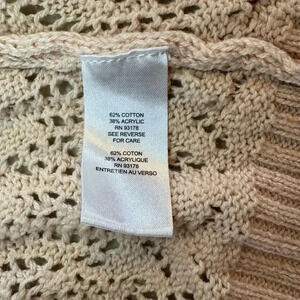 62% COTTON
38% ACRYLIC
RN 93178
SEE REVERSE
FOR CARE
62% COTON
38% ACRYLIQUE
RN 93178
ENTRETIEN AU VERSO